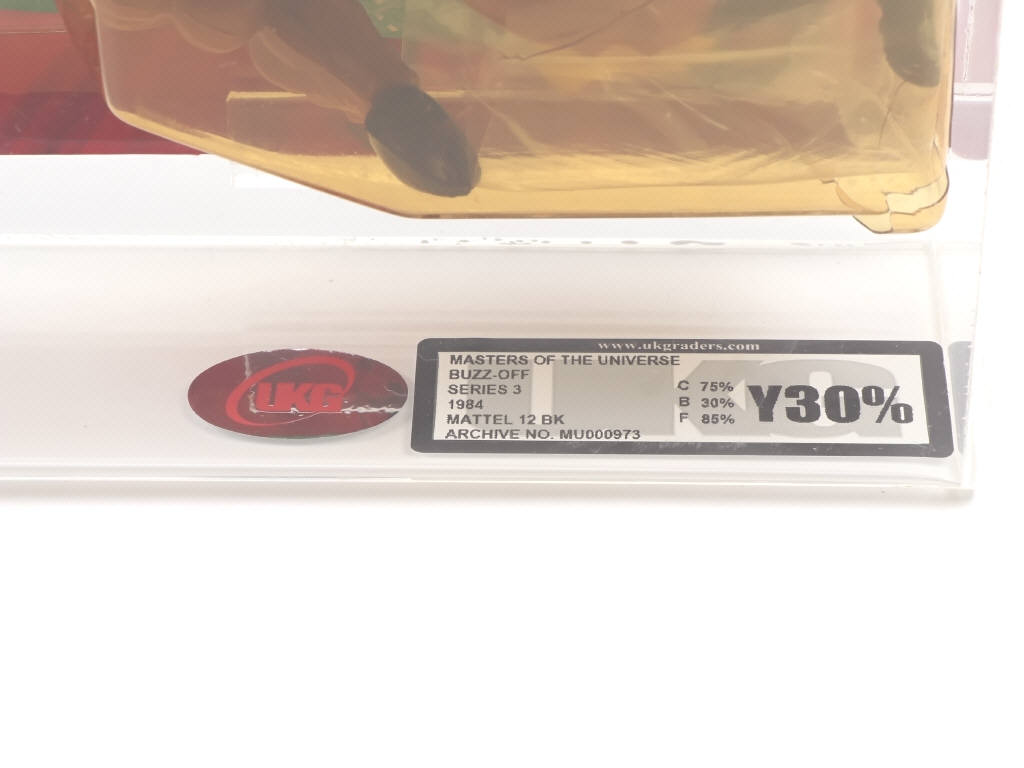 UKG
www.ukgraders.com
MASTERS OF THE UNIVERSE
BUZZ-OFF
SERIES 3
1984
MATTEL 12 BK
ARCHIVE NO. MU000973
C 75%
B 30%
F 85%
Y30%